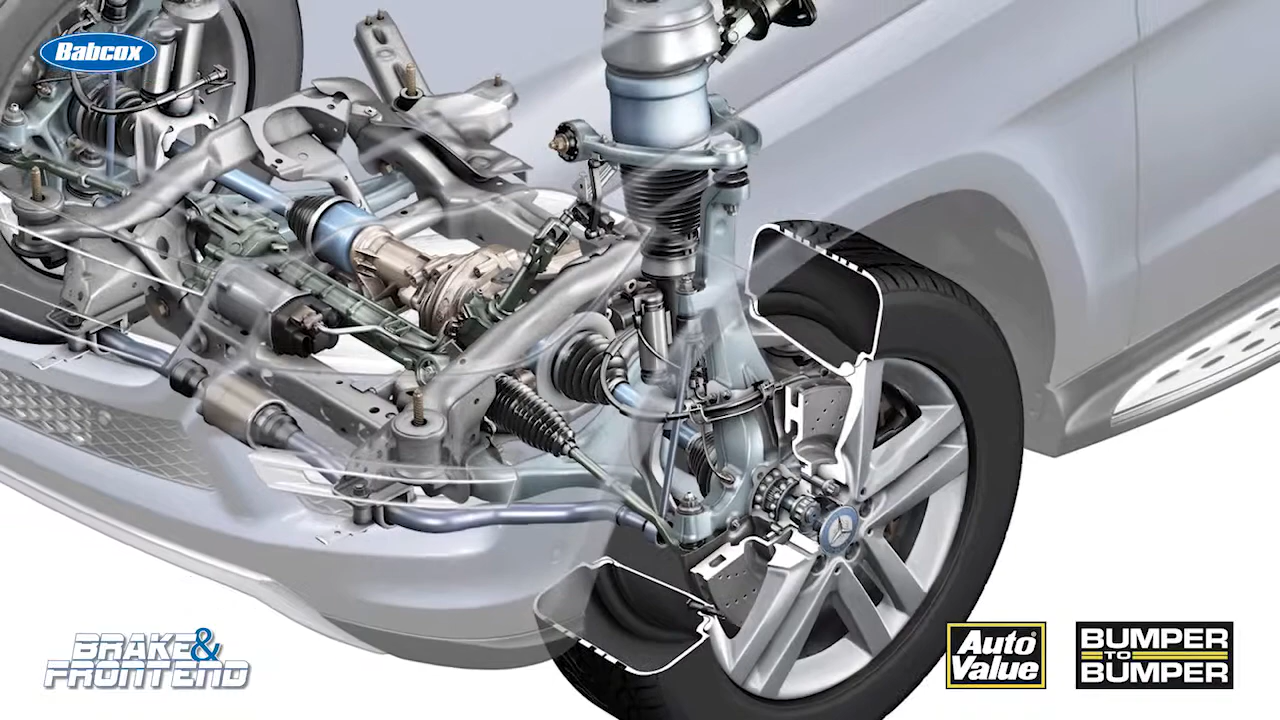 Babcox
BRAKE &
FRONTEND
Auto
Value
BUMPER
TO
BUMPER